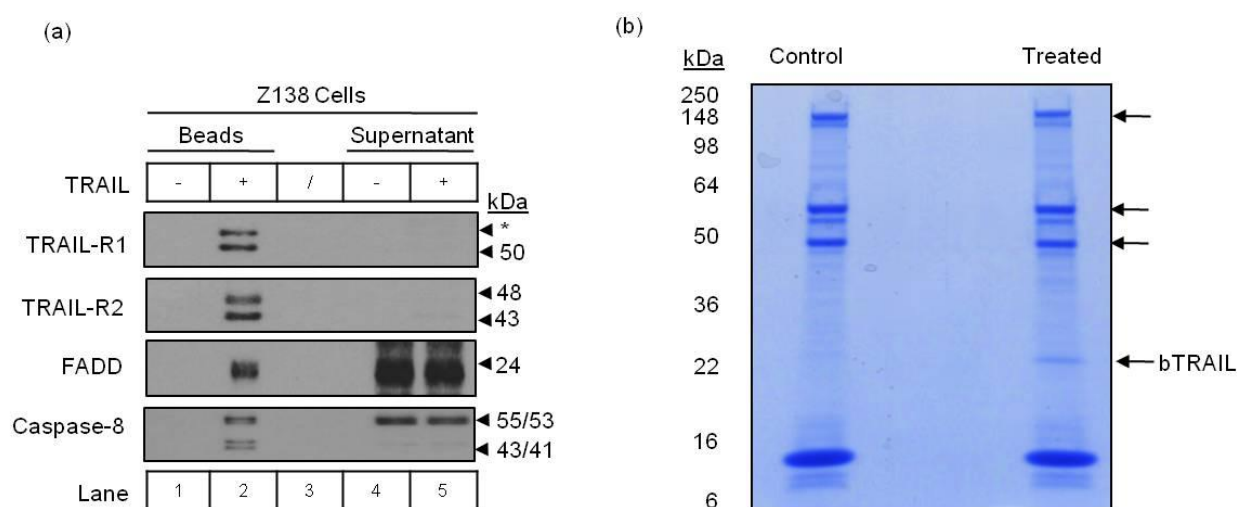 (a)
Z138 Cells
Beads Supernatant
TRAIL - + / - +
kDa
TRAIL-R1
*
50
TRAIL-R2
48
43
FADD
24
Caspase-8
55/53
43/41
Lane 1 2 3 4 5
(b)
kDa Control Treated
250
148
98
64
50
36
22
bTRAIL
16
6